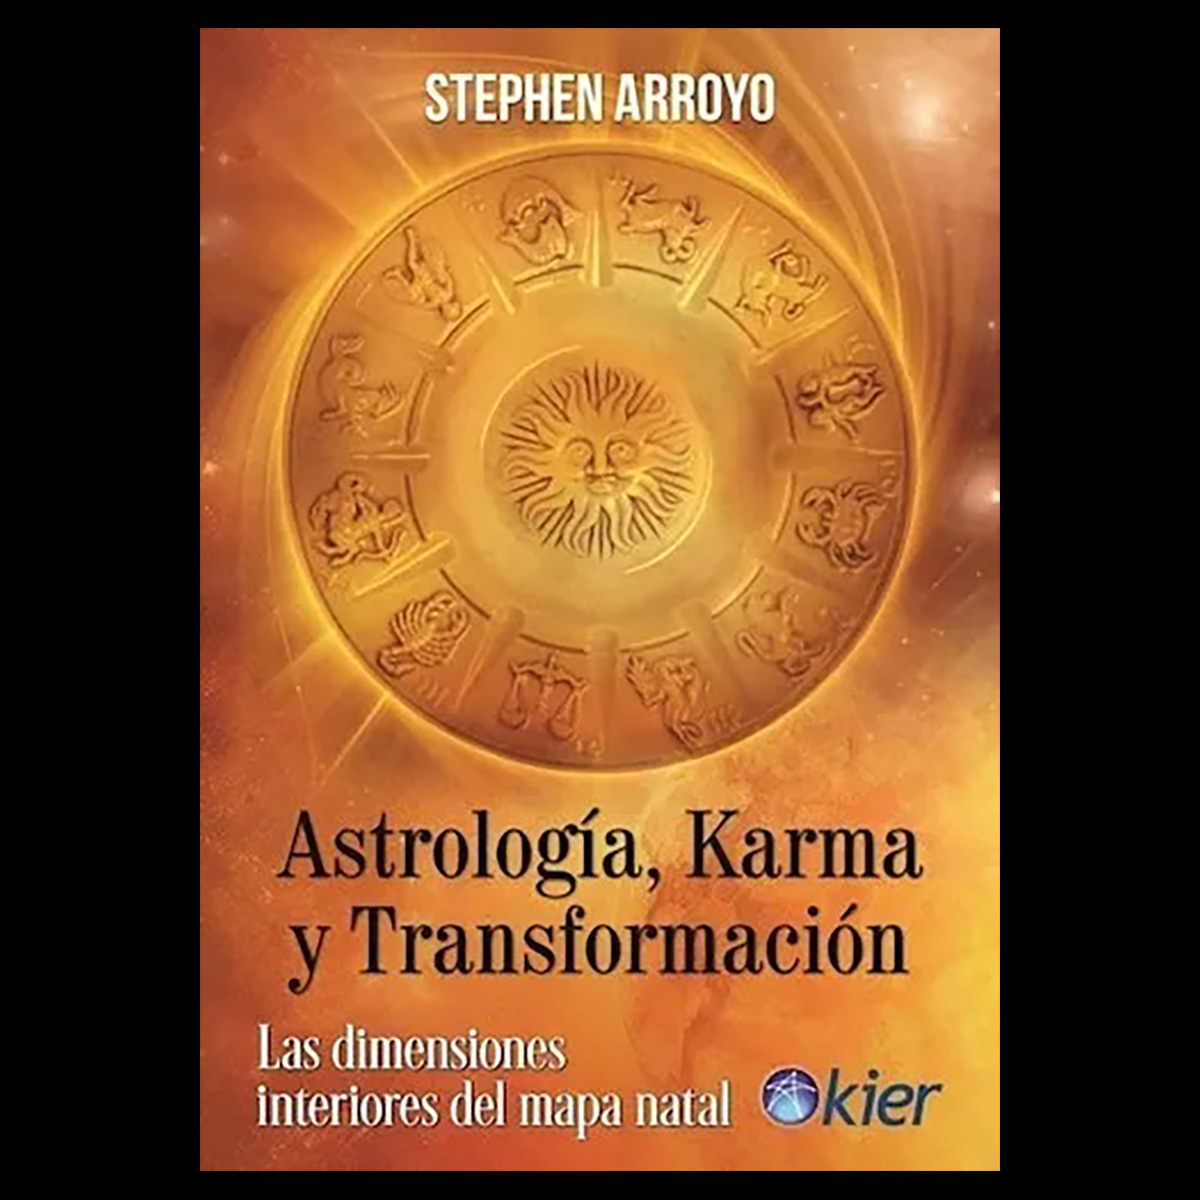 STEPHEN ARROYO
Astrología, Karma
y Transformación
Las dimensiones
interiores del mapa natal
kier